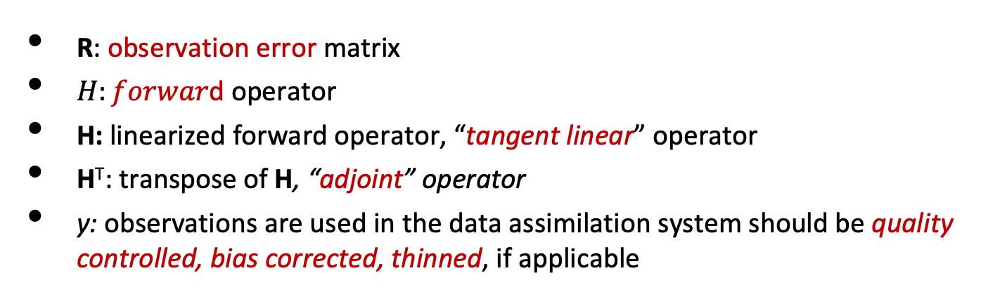 • R: observation error matrix
• H: forward operator
• H: linearized forward operator, “tangent linear” operator
• Hᵀ: transpose of H, “adjoint” operator
• y: observations are used in the data assimilation system should be quality
controlled, bias corrected, thinned, if applicable